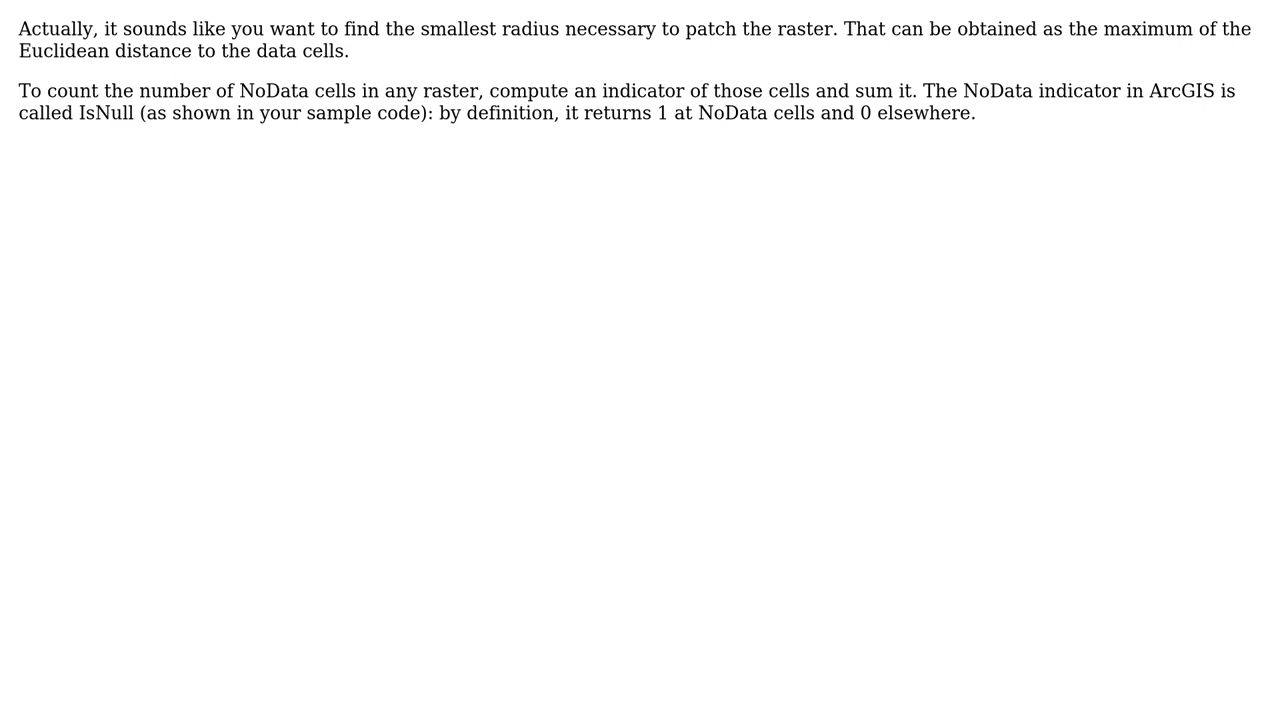 Actually, it sounds like you want to find the smallest radius necessary to patch the raster. That can be obtained as the maximum of the
Euclidean distance to the data cells.
To count the number of NoData cells in any raster, compute an indicator of those cells and sum it. The NoData indicator in ArcGIS is
called IsNull (as shown in your sample code): by definition, it returns 1 at NoData cells and 0 elsewhere.